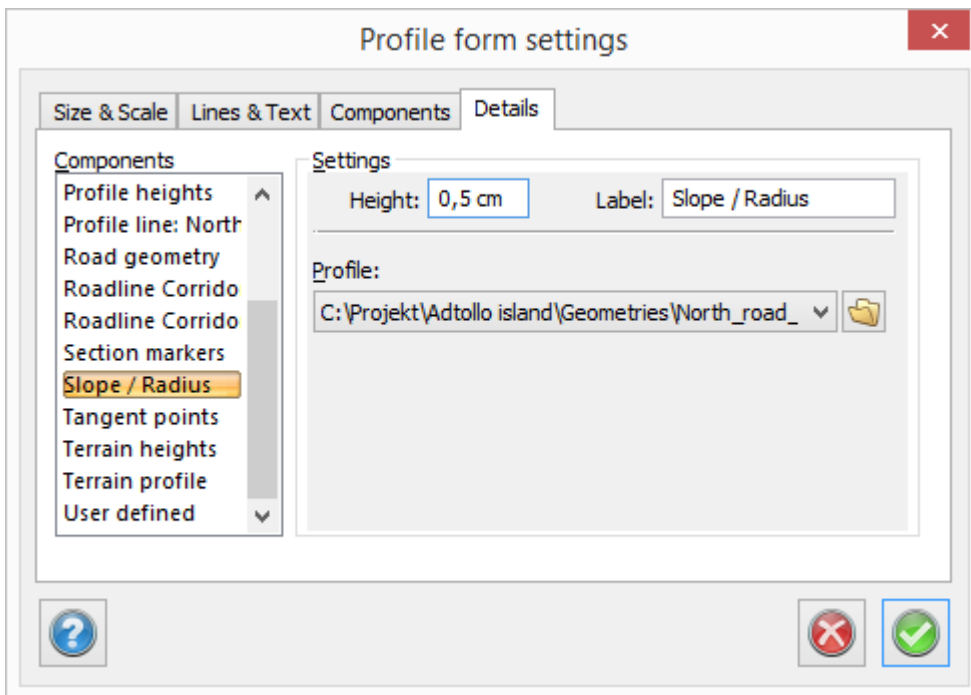 Profile form settings
Size & Scale Lines & Text Components Details
Components
Profile heights
Profile line: North
Road geometry
Roadline Corrido
Roadline Corrido
Section markers
Slope / Radius
Tangent points
Terrain heights
Terrain profile
User defined
Settings
Height: 0,5 cm Label: Slope / Radius
Profile:
C:\Projekt\Adtollo island\Geometries\North_road_